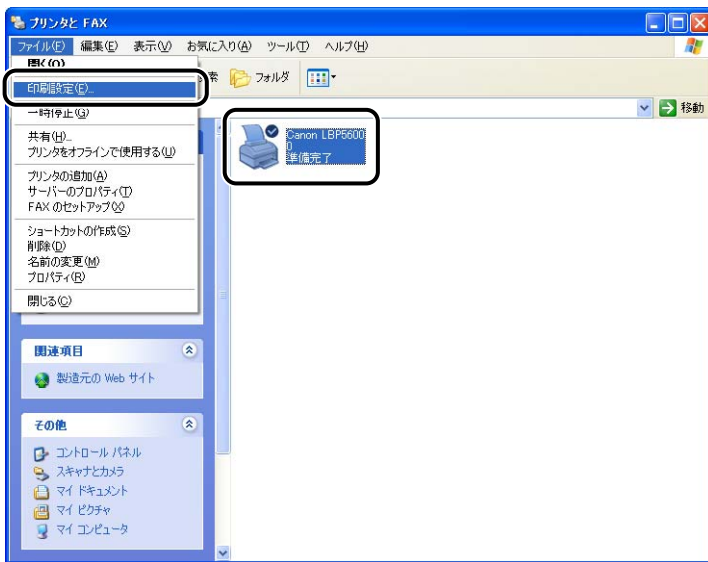 プリンタと FAX
ファイル(F) 編集(E) 表示(V) お気に入り(A) ツール(T) ヘルプ(H)
開く(O)
索 フォルダ
印刷設定(E)...
移動
一時停止(G)
共有(H)...
プリンタをオフラインで使用する(U)
プリンタの追加(A)
サーバーのプロパティ(T)
FAX のセットアップ(X)
ショートカットの作成(S)
削除(D)
名前の変更(M)
プロパティ(R)
閉じる(C)
Canon LBP5600
0
準備完了
関連項目
製造元の Web サイト
その他
コントロール パネル
スキャナとカメラ
マイ ドキュメント
マイ ピクチャ
マイ コンピュータ